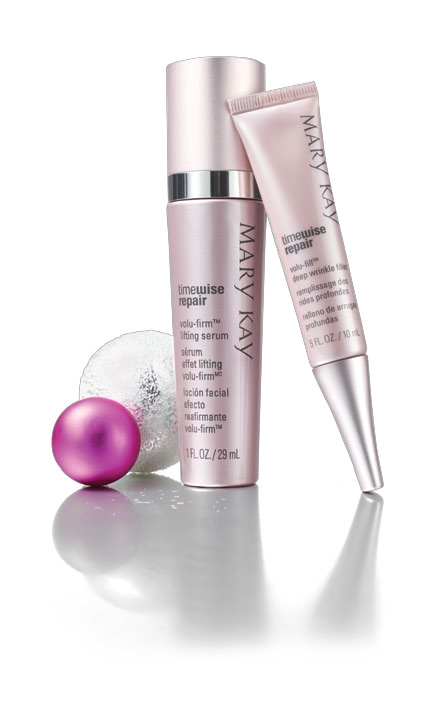 MARY KAY
timewise
repair
volu-firm™
lifting serum
sérum
effet lifting
volu-firmᴹᶜ
loción facial
efecto
reafirmante
volu-firm™
1 FL. OZ. / 29 mL
MARY KAY
timewise
repair
volu-fill™
deep wrinkle filler
remplissage des
rides profondes
relleno de arrugas
profundas
.5 FL. OZ. / 10 mL